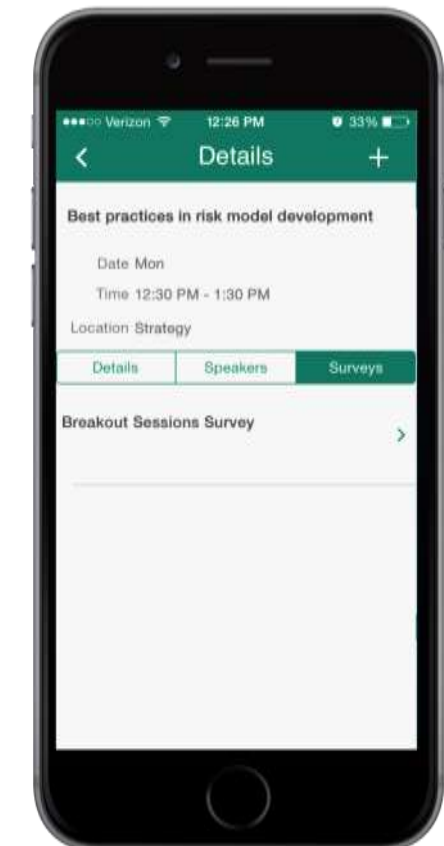 Verizon 12:26 PM 33%
Details
Best practices in risk model development
Date Mon
Time 12:30 PM - 1:30 PM
Location Strategy
Details Speakers Surveys
Breakout Sessions Survey